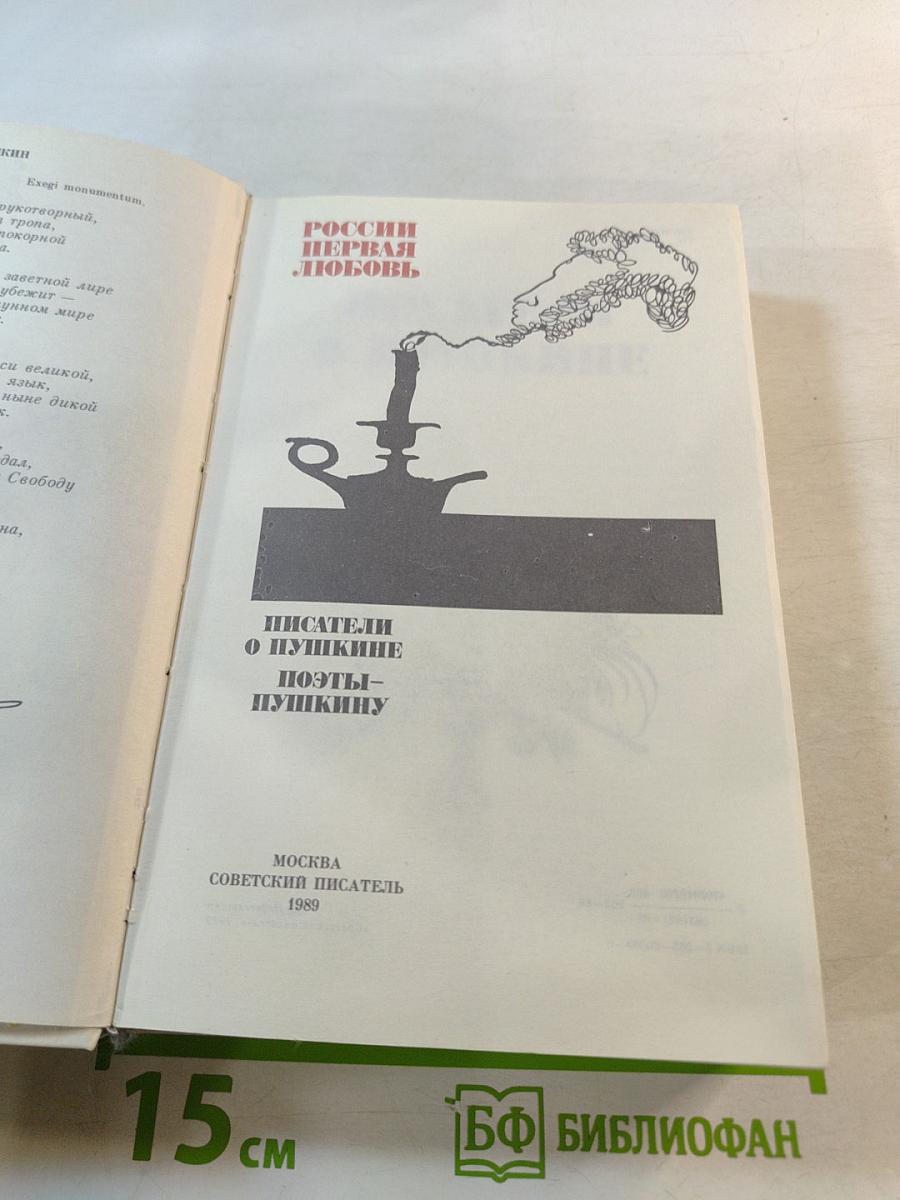 кин
Exegi monumentum.
рукотворный,
тропа,
покорной
а.
заветной лире
убежит —
унном мире
си великой,
язык,
ныне дикой
к.
дал,
Свободу
на,
РОССИИ
ПЕРВАЯ
ЛЮБОВЬ
ПИСАТЕЛИ
О ПУШКИНЕ
ПОЭТЫ—
ПУШКИНУ
МОСКВА
СОВЕТСКИЙ ПИСАТЕЛЬ
1989
15 см
БФ БИБЛИОФАН